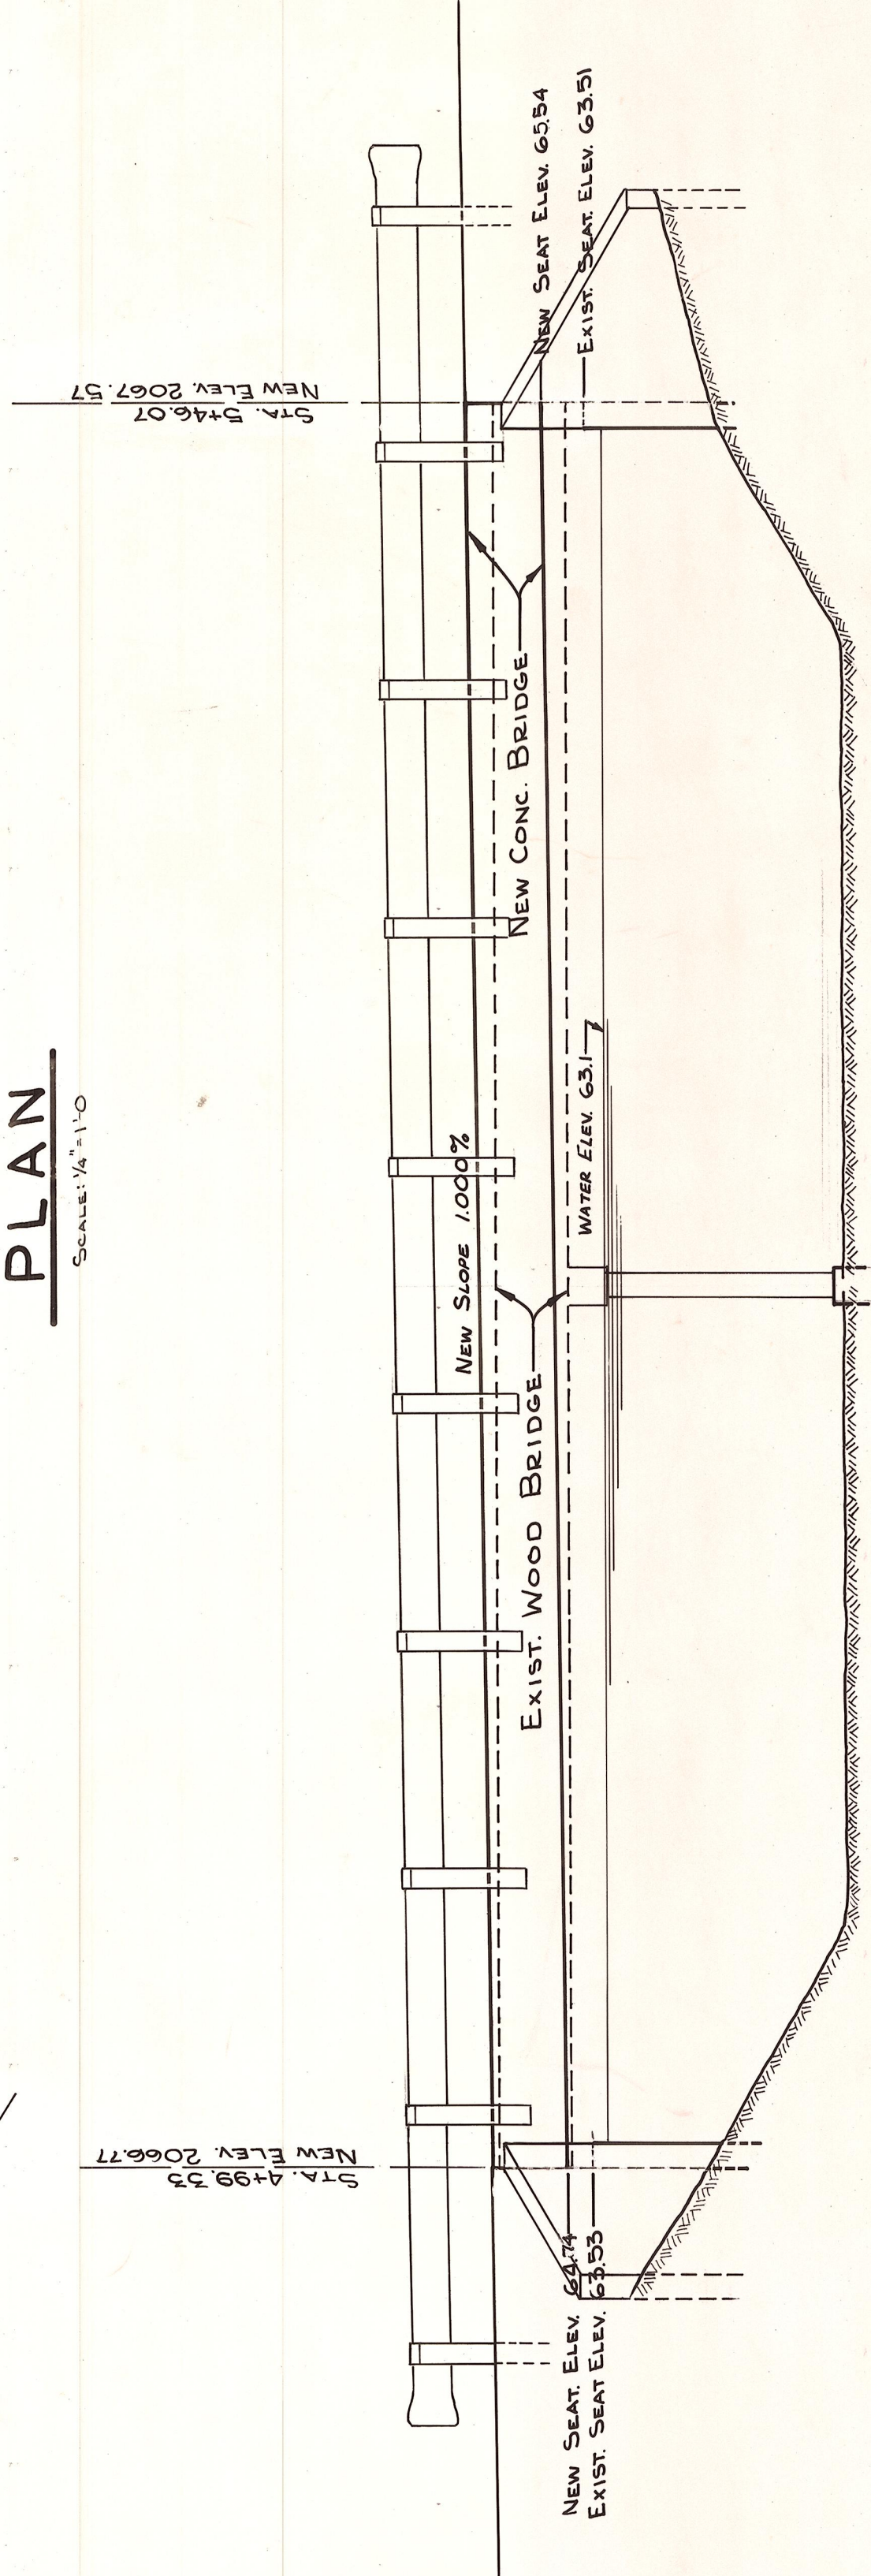 PLAN
SCALE: 1/4" = 1'-0
STA. 4+99.33
NEW ELEV. 2066.77
STA. 5+46.07
NEW ELEV. 2067.57
NEW SLOPE 1.000%
NEW SEAT ELEV. 65.54
EXIST. SEAT. ELEV. 63.51
NEW CONC. BRIDGE
EXIST. WOOD BRIDGE
WATER ELEV. 63.1
NEW SEAT. ELEV. 64.74
EXIST. SEAT ELEV. 63.53